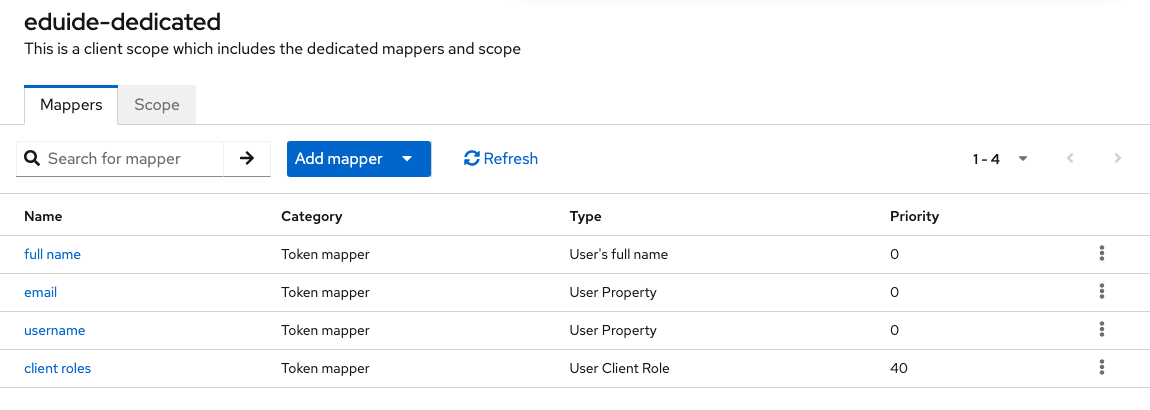 eduide-dedicated
This is a client scope which includes the dedicated mappers and scope
Mappers Scope
Search for mapper Add mapper Refresh 1 - 4
Name Category Type Priority
full name Token mapper User's full name 0
email Token mapper User Property 0
username Token mapper User Property 0
client roles Token mapper User Client Role 40